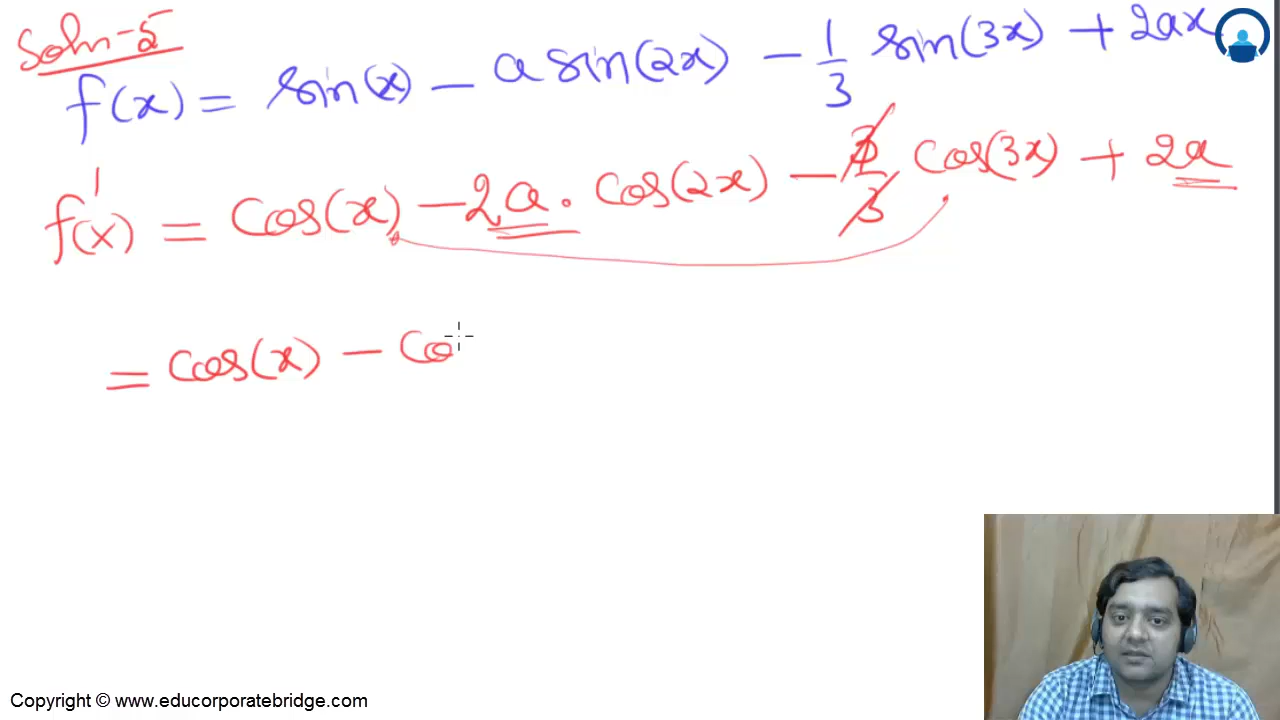 Soln-5
f(x) = sin(x) - a sin(2x) - 1/3 sin(3x) + 2ax
f'(x) = cos(x) - 2a. cos(2x) - 3/3 cos(3x) + 2a
= cos(x) - co
Copyright © www.educorporatebridge.com